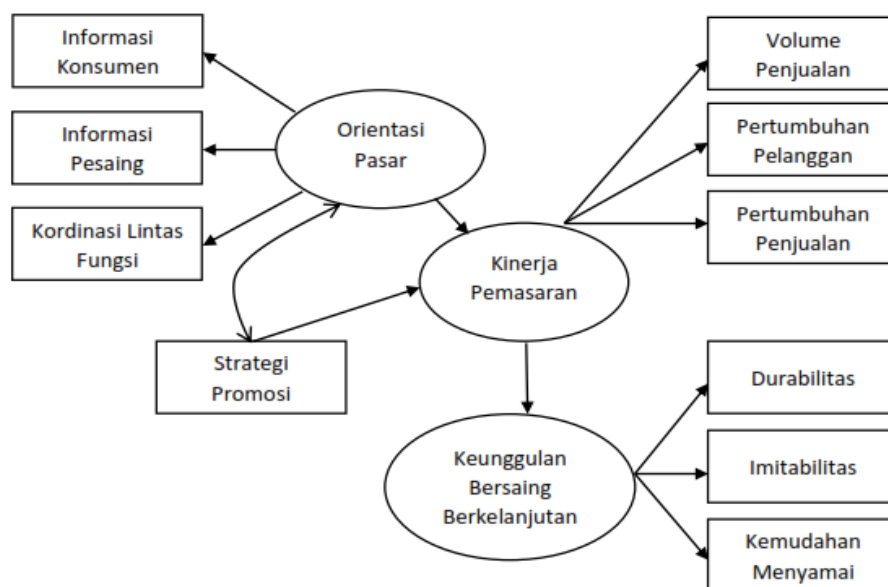 Informasi
Konsumen
Informasi
Pesaing
Kordinasi Lintas
Fungsi
Orientasi
Pasar
Strategi
Promosi
Kinerja
Pemasaran
Keunggulan
Bersaing
Berkelanjutan
Volume
Penjualan
Pertumbuhan
Pelanggan
Pertumbuhan
Penjualan
Durabilitas
Imitabilitas
Kemudahan
Menyamai